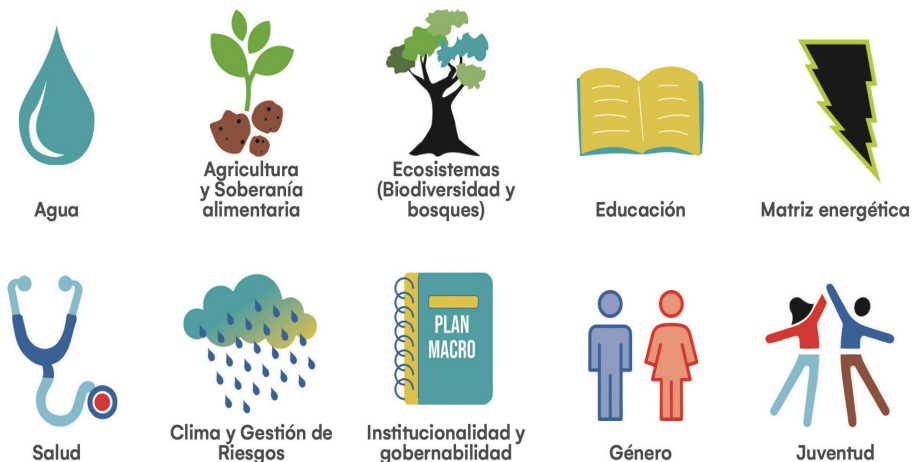 Agua
Agricultura
y Soberanía
alimentaria
Ecosistemas
(Biodiversidad y
bosques)
Educación
Matriz energética
Salud
Clima y Gestión de
Riesgos
PLAN
MACRO
Institucionalidad y
gobernabilidad
Género
Juventud